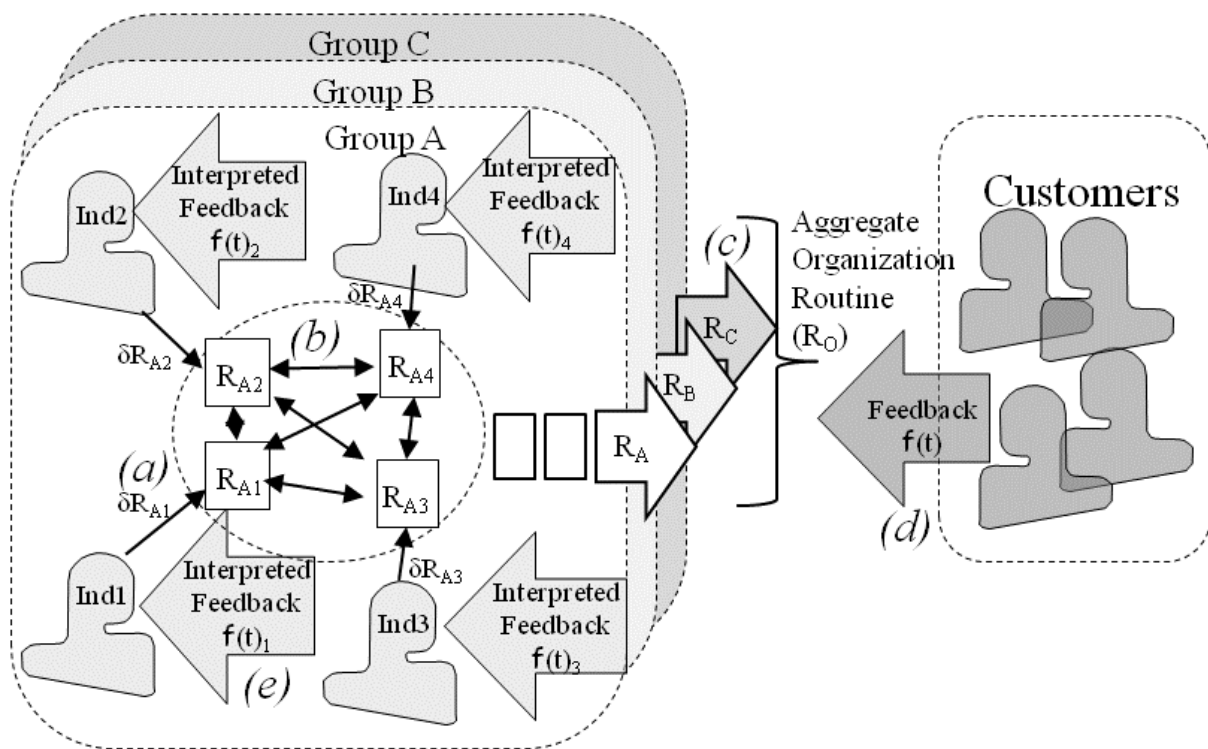 Group C
Group B
Group A
Interpreted
Feedback
f(t)2
Ind2
Interpreted
Feedback
f(t)4
Ind4
δRA2
δRA4
(b)
RA2
RA4
(a)
RA1
RA3
δRA1
δRA3
Ind1
Interpreted
Feedback
f(t)1
(e)
Ind3
Interpreted
Feedback
f(t)3
RA
RB
RC
(c)
Aggregate
Organization
Routine
(RO)
Customers
Feedback
f(t)
(d)